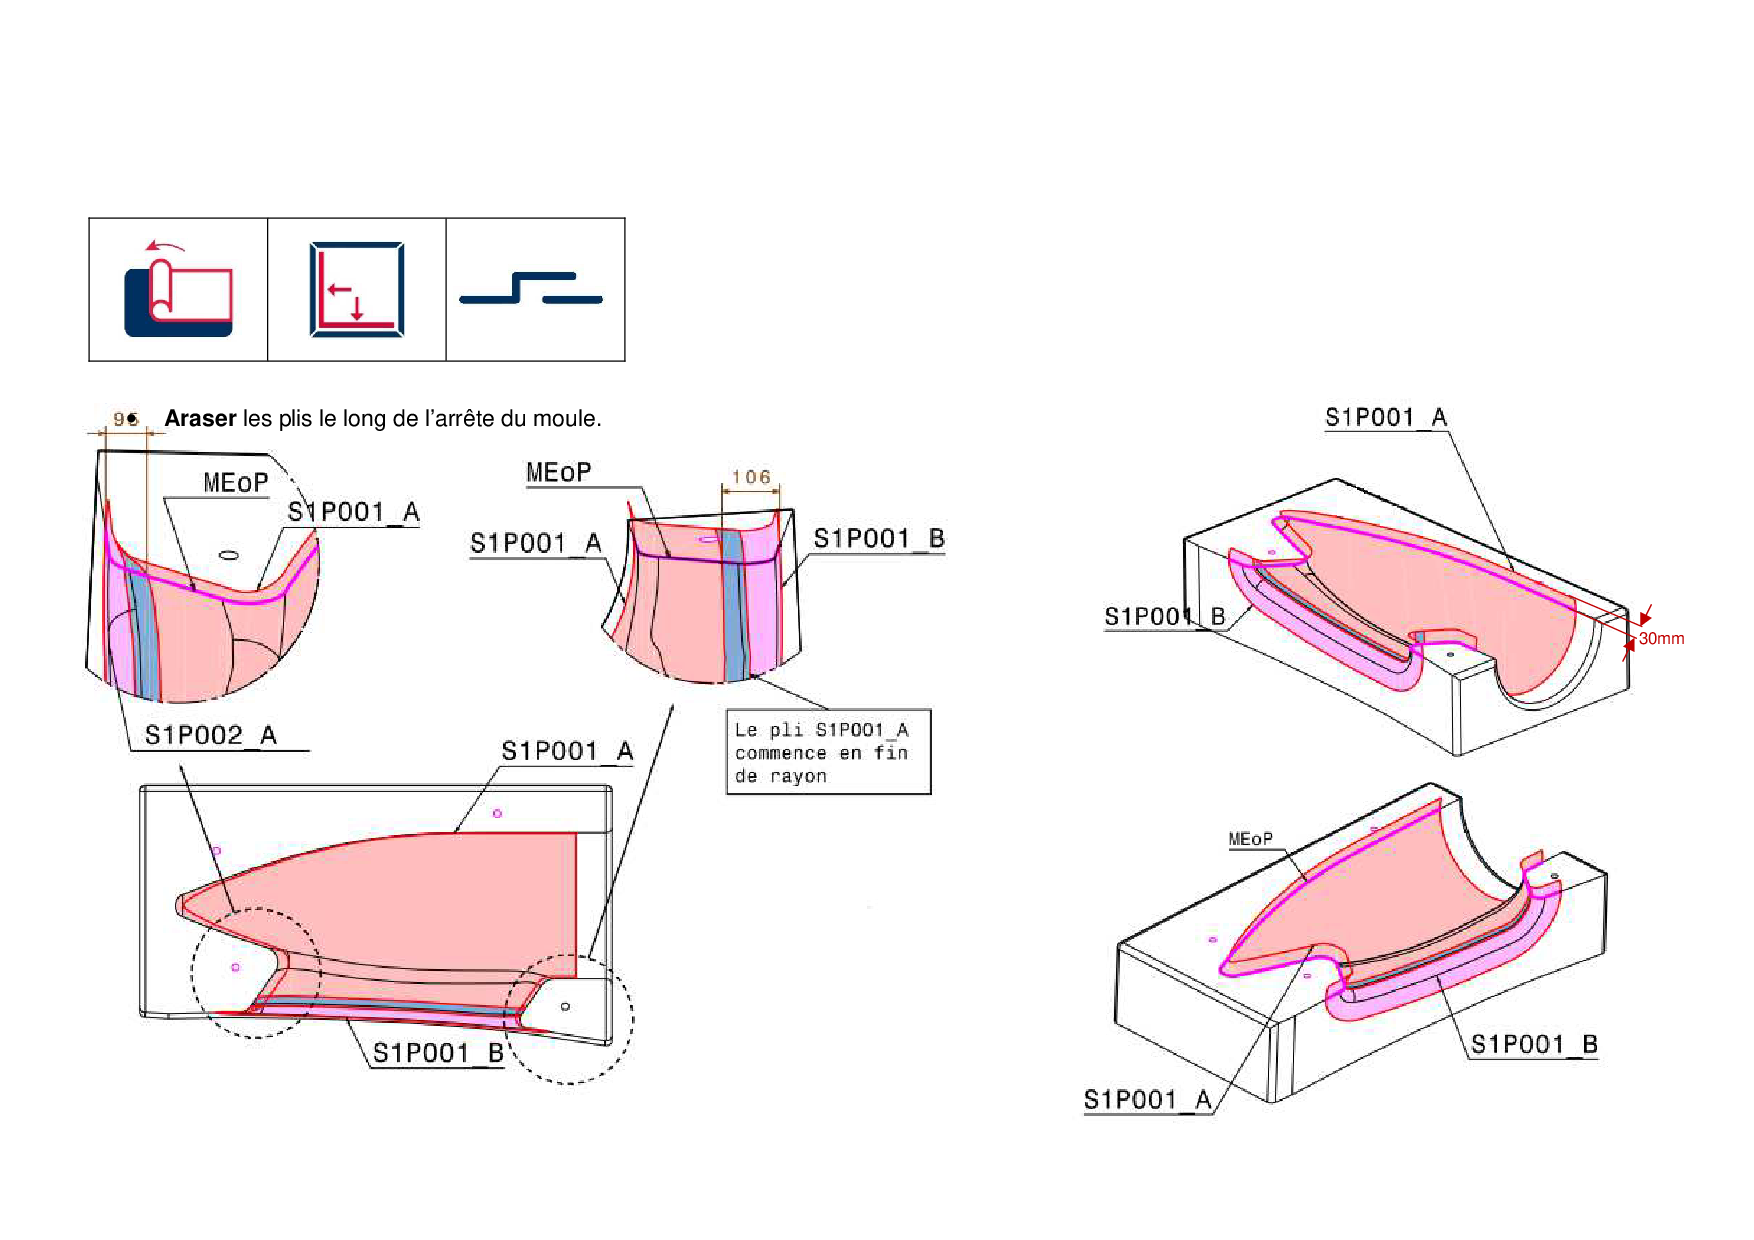 • Araser les plis le long de l’arrête du moule.
MEoP
S1P001_A
S1P002_A
MEoP
106
S1P001_A
S1P001_B
Le pli S1P001_A
commence en fin
de rayon
S1P001_A
S1P001_B
S1P001_A
S1P001_B
30mm
MEoP
S1P001_B
S1P001_A